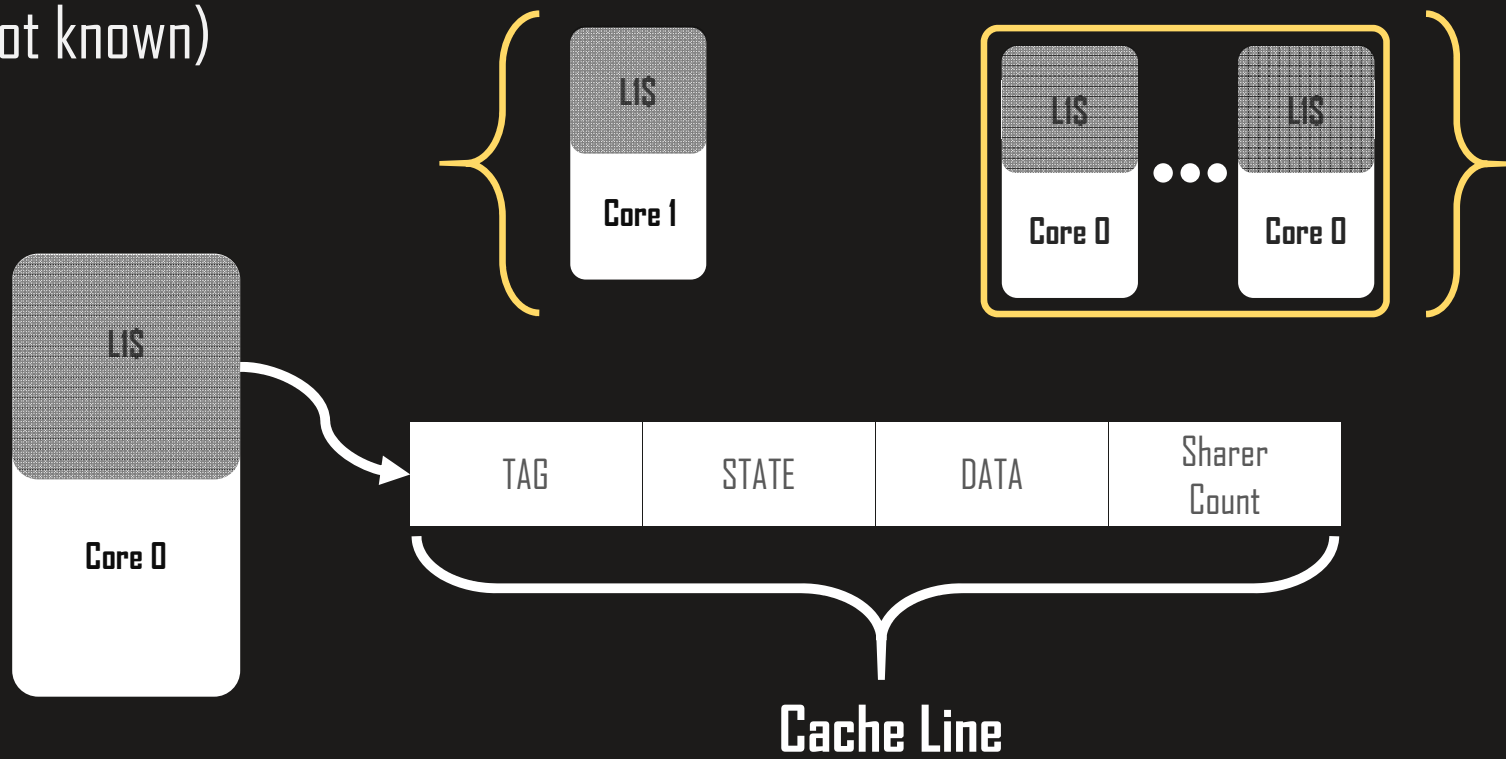 ot known)
L1$
Core 1
L1$
Core 0
L1$
Core 0
L1$
Core 0
TAG
STATE
DATA
Sharer
Count
Cache Line